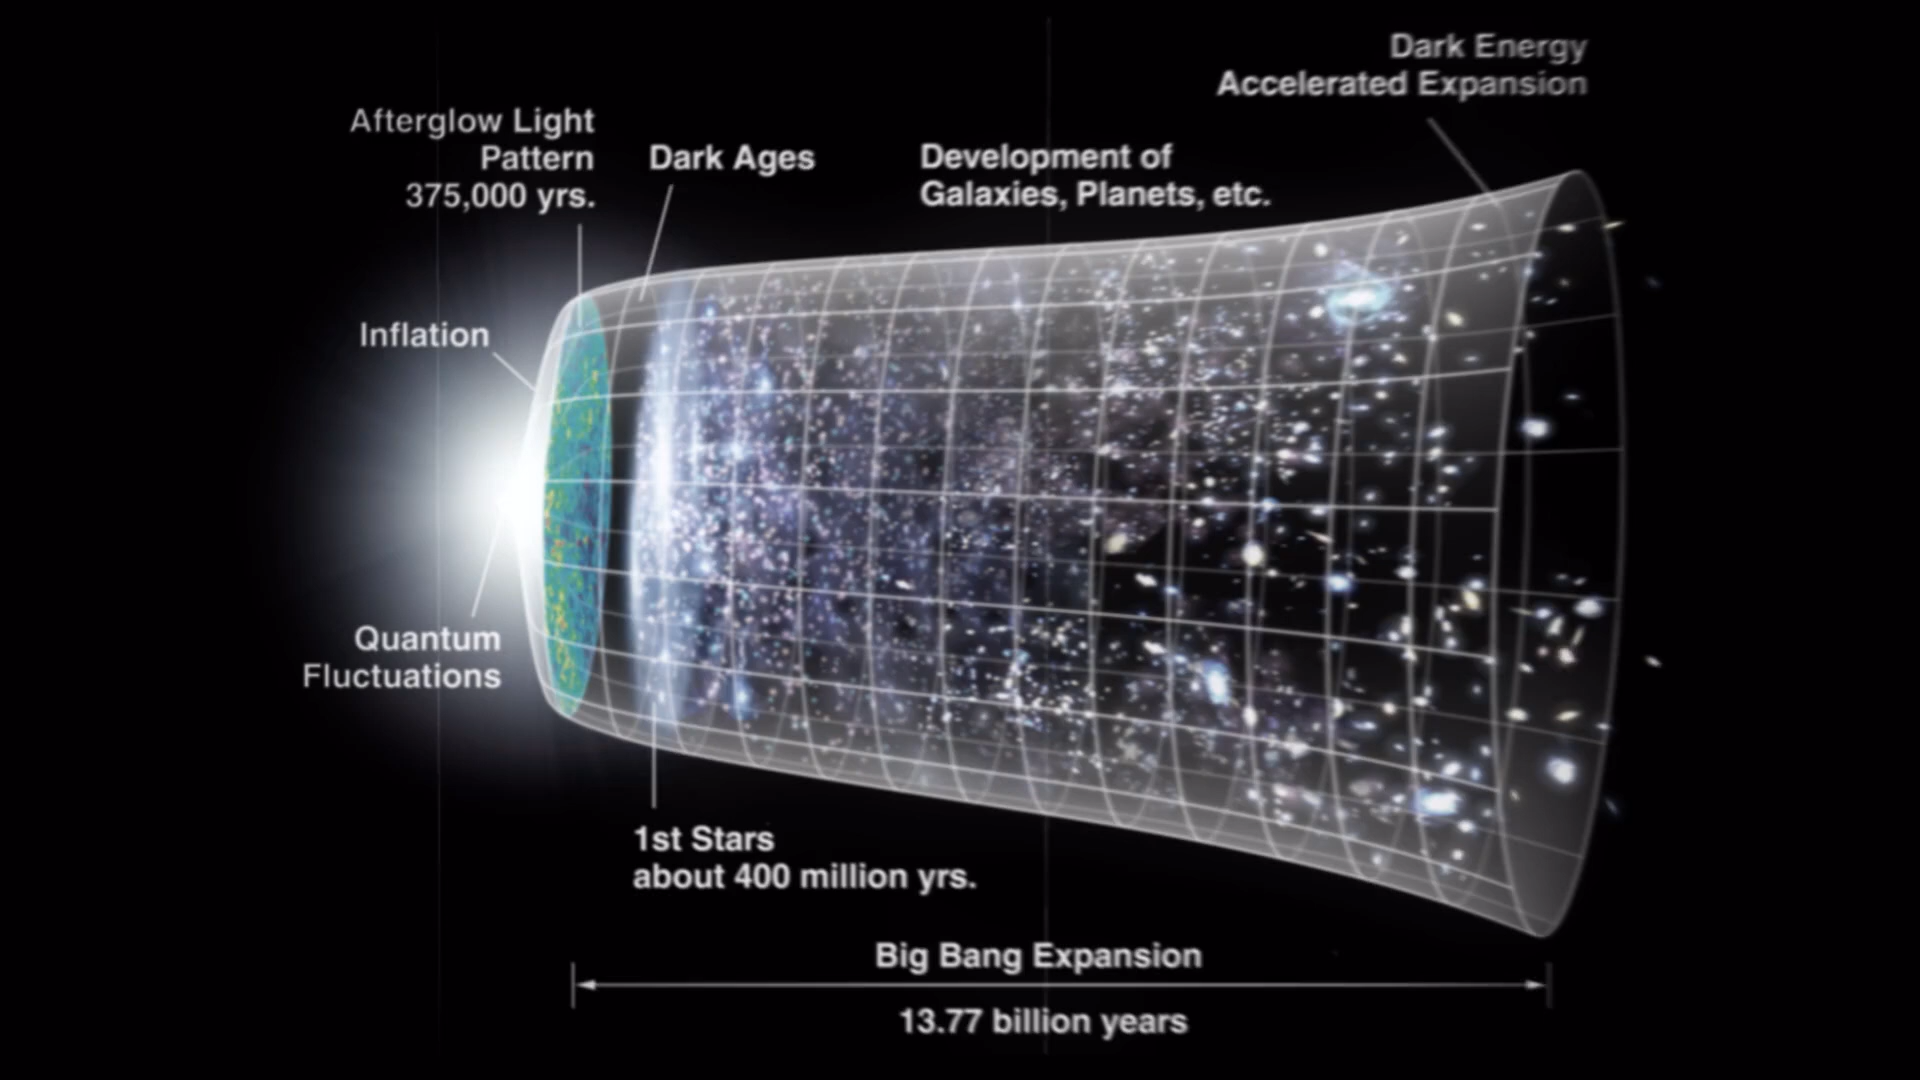 Dark Energy
Accelerated Expansion
Afterglow Light
Pattern
375,000 yrs.
Dark Ages
Development of
Galaxies, Planets, etc.
Inflation
Quantum
Fluctuations
1st Stars
about 400 million yrs.
Big Bang Expansion
13.77 billion years